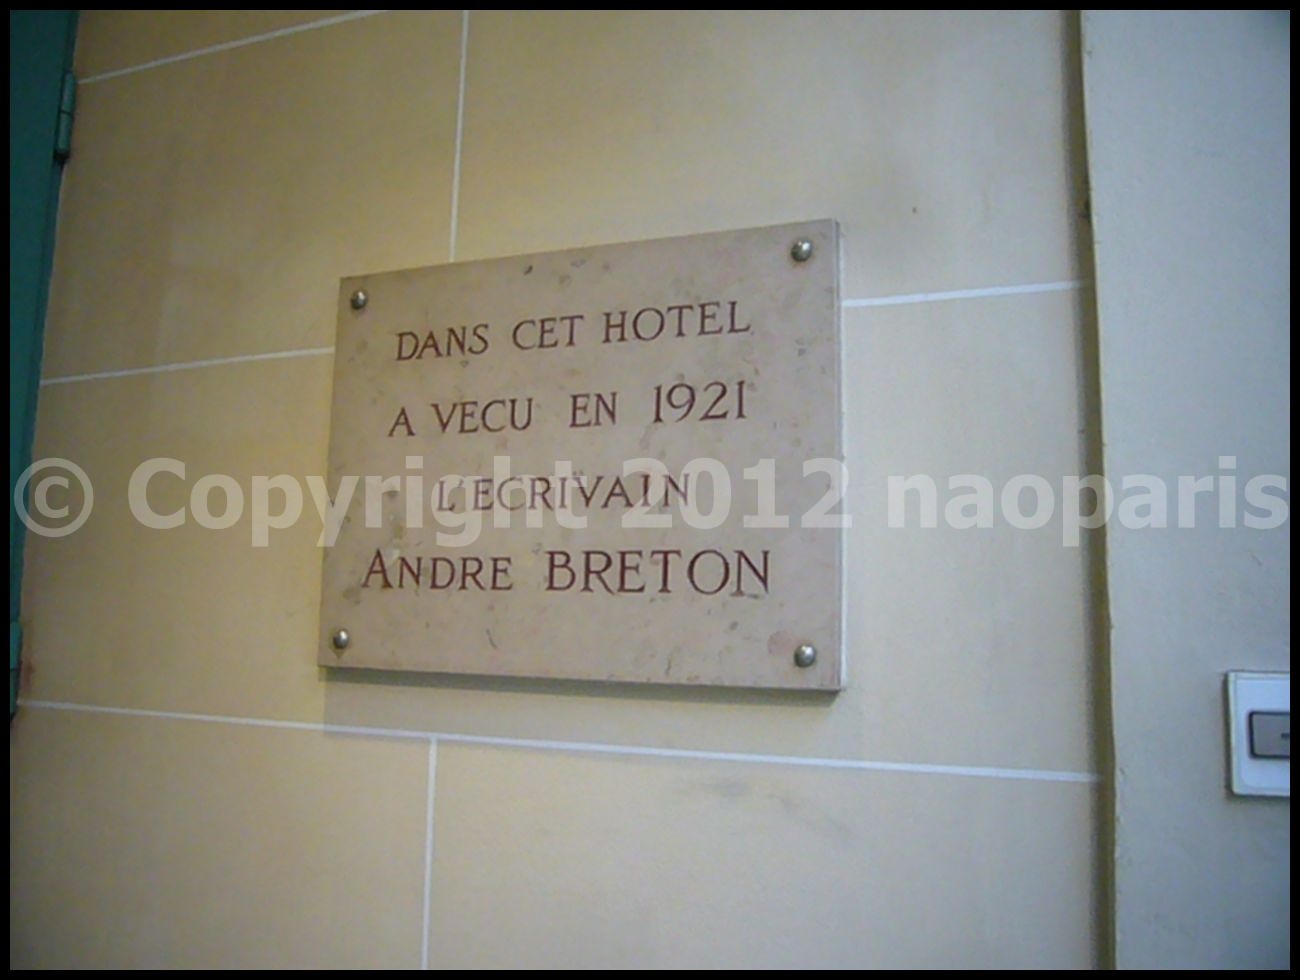 DANS CET HOTEL
A VECU EN 1921
L'ECRIVAIN
ANDRE BRETON
© Copyright 2012 naoparis